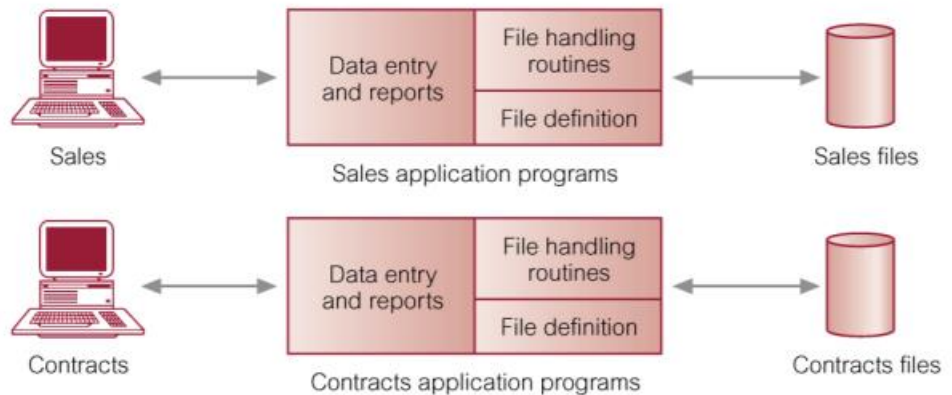 Data entry
and reports
File handling
routines
File definition
Sales
Sales application programs
Sales files
Data entry
and reports
File handling
routines
File definition
Contracts
Contracts application programs
Contracts files